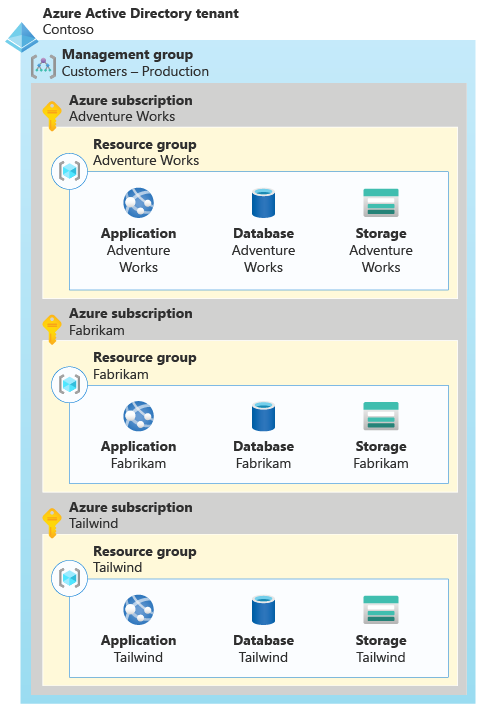 Azure Active Directory tenant
Contoso
Management group
Customers – Production
Azure subscription
Adventure Works
Resource group
Adventure Works
Application
Adventure
Works
Database
Adventure
Works
Storage
Adventure
Works
Azure subscription
Fabrikam
Resource group
Fabrikam
Application
Fabrikam
Database
Fabrikam
Storage
Fabrikam
Azure subscription
Tailwind
Resource group
Tailwind
Application
Tailwind
Database
Tailwind
Storage
Tailwind